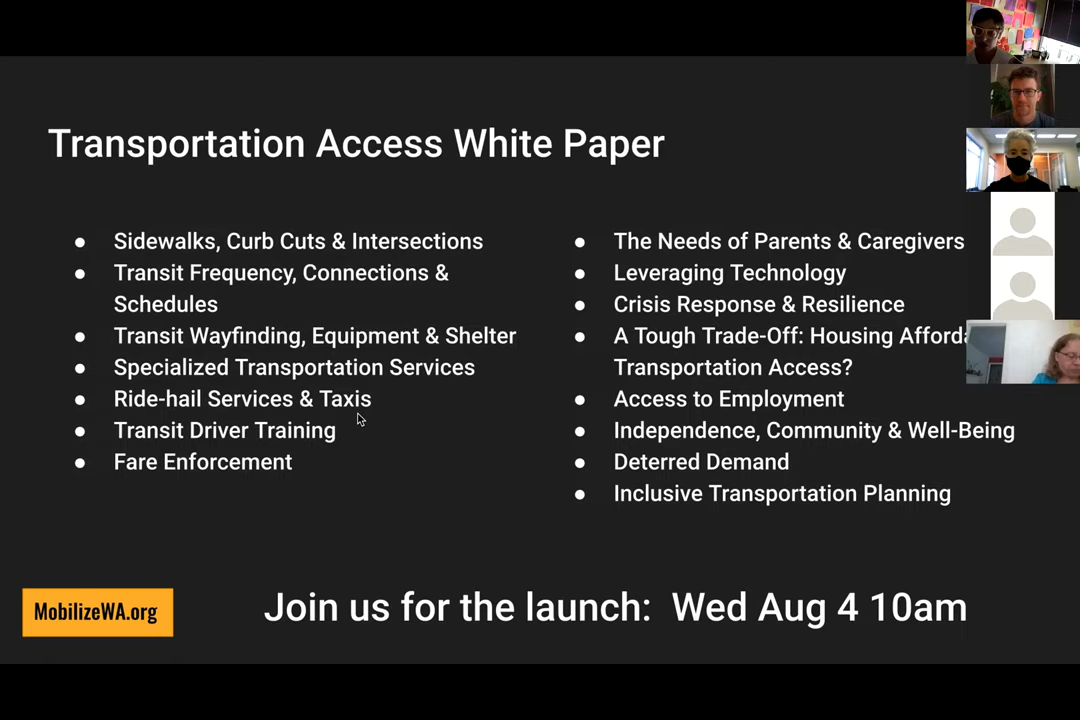 Transportation Access White Paper
● Sidewalks, Curb Cuts & Intersections
● Transit Frequency, Connections &
Schedules
● Transit Wayfinding, Equipment & Shelter
● Specialized Transportation Services
● Ride-hail Services & Taxis
● Transit Driver Training
● Fare Enforcement
● The Needs of Parents & Caregivers
● Leveraging Technology
● Crisis Response & Resilience
● A Tough Trade-Off: Housing
Transportation Access?
● Access to Employment
● Independence, Community & Well-Being
● Deterred Demand
● Inclusive Transportation Planning
MobilizeWA.org
Join us for the launch: Wed Aug 4 10am